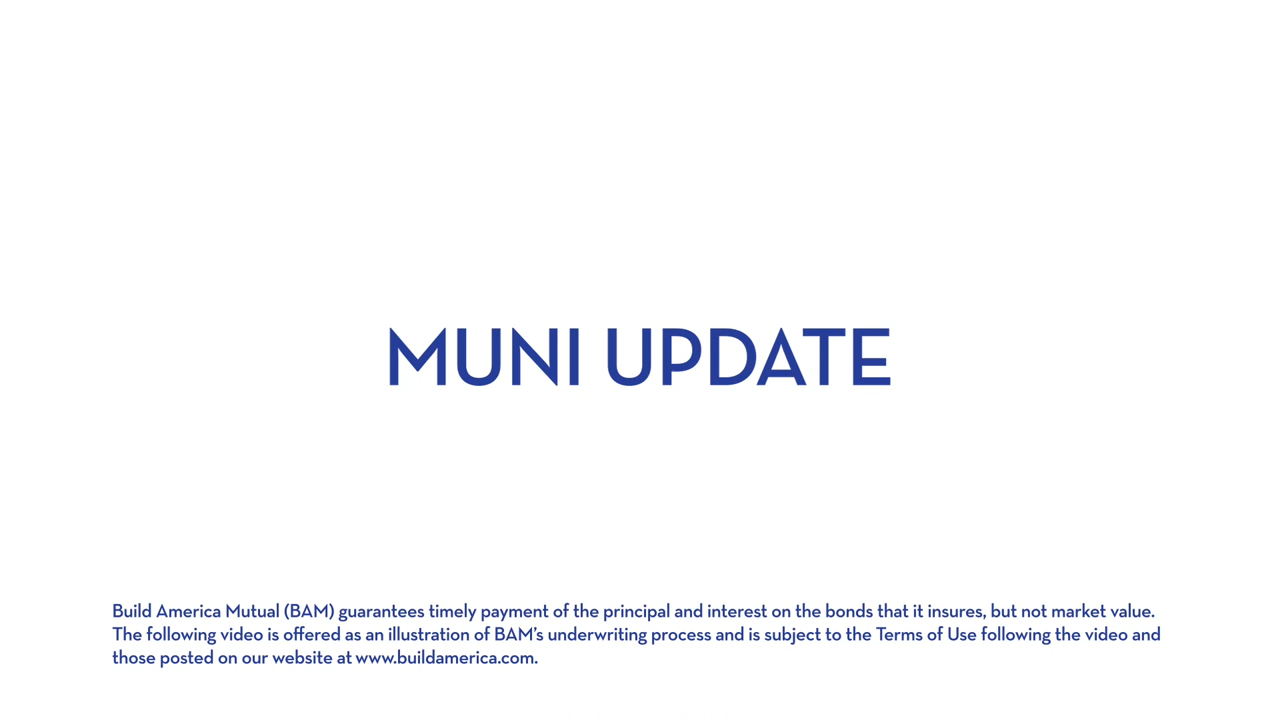 MUNI UPDATE
Build America Mutual (BAM) guarantees timely payment of the principal and interest on the bonds that it insures, but not market value.
The following video is offered as an illustration of BAM’s underwriting process and is subject to the Terms of Use following the video and
those posted on our website at www.buildamerica.com.